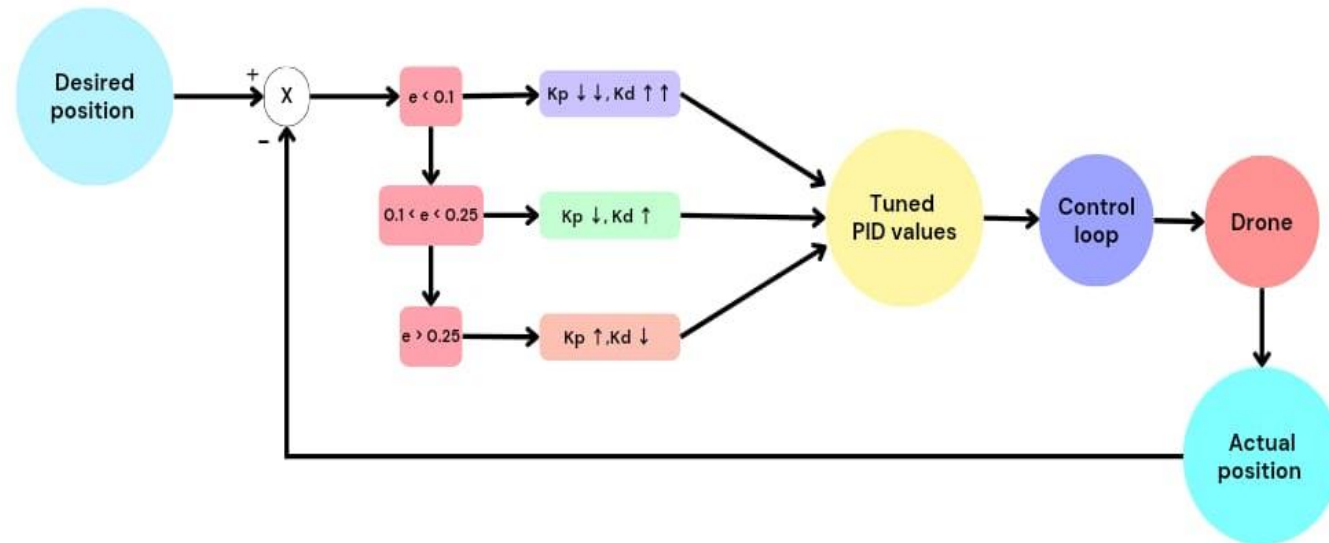 Desired
position
+
X
-
e < 0.1
Kp ↓ ↓, Kd ↑ ↑
0.1 < e < 0.25
Kp ↓, Kd ↑
e > 0.25
Kp ↑,Kd ↓
Tuned
PID values
Control
loop
Drone
Actual
position